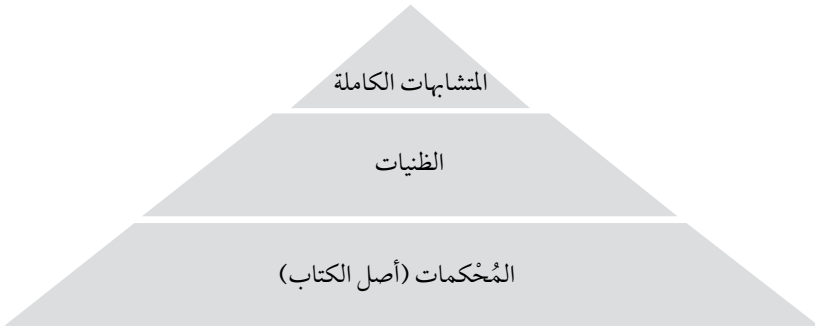 المتشابهات الكاملة
الظنيات
المُحْكمات (أصل الكتاب)